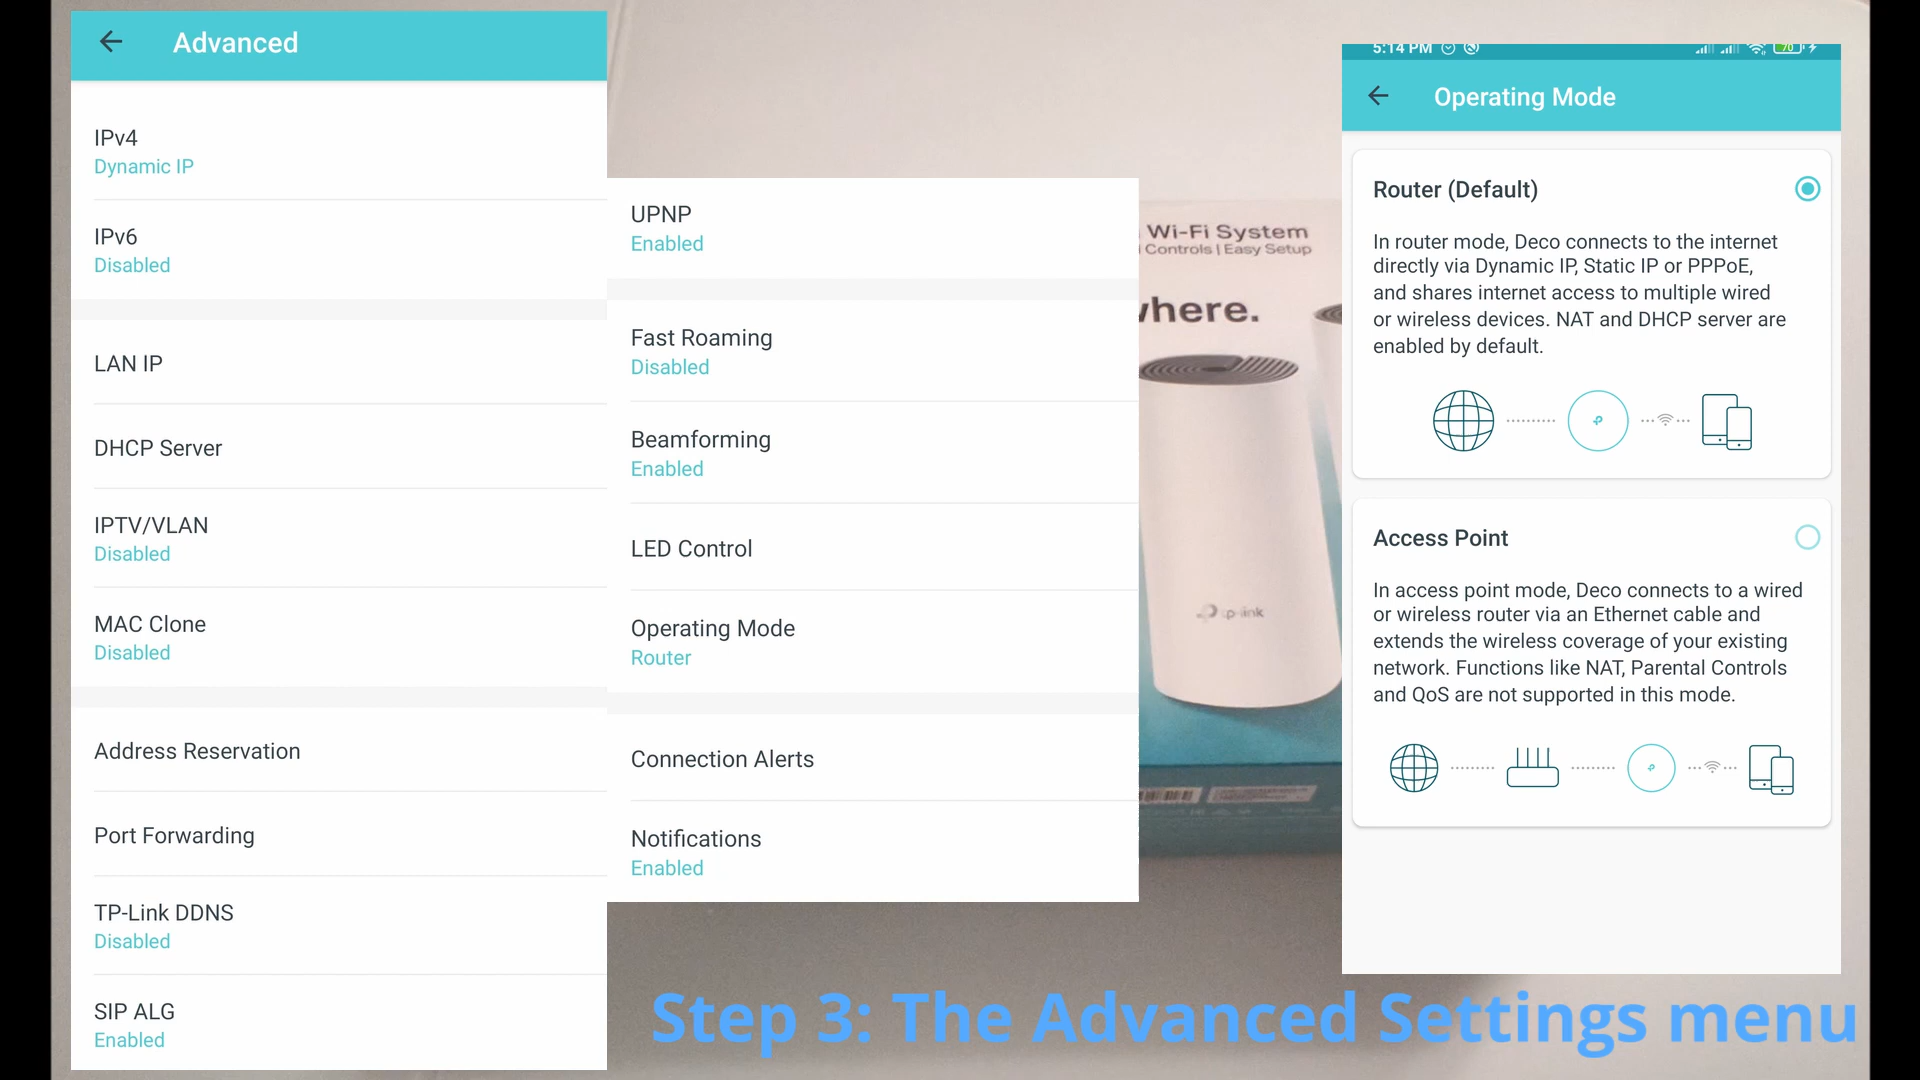 Advanced
IPv4
Dynamic IP
IPv6
Disabled
LAN IP
DHCP Server
IPTV/VLAN
Disabled
MAC Clone
Disabled
Address Reservation
Port Forwarding
TP-Link DDNS
Disabled
SIP ALG
Enabled
UPNP
Enabled
Fast Roaming
Disabled
Beamforming
Enabled
LED Control
Operating Mode
Router
Connection Alerts
Notifications
Enabled
Wi-Fi System
Controls | Easy Setup
where.
tp-link
5:14 PM
70
Operating Mode
Router (Default)
In router mode, Deco connects to the internet
directly via Dynamic IP, Static IP or PPPoE,
and shares internet access to multiple wired
or wireless devices. NAT and DHCP server are
enabled by default.
Access Point
In access point mode, Deco connects to a wired
or wireless router via an Ethernet cable and
extends the wireless coverage of your existing
network. Functions like NAT, Parental Controls
and QoS are not supported in this mode.
Step 3: The Advanced Settings menu